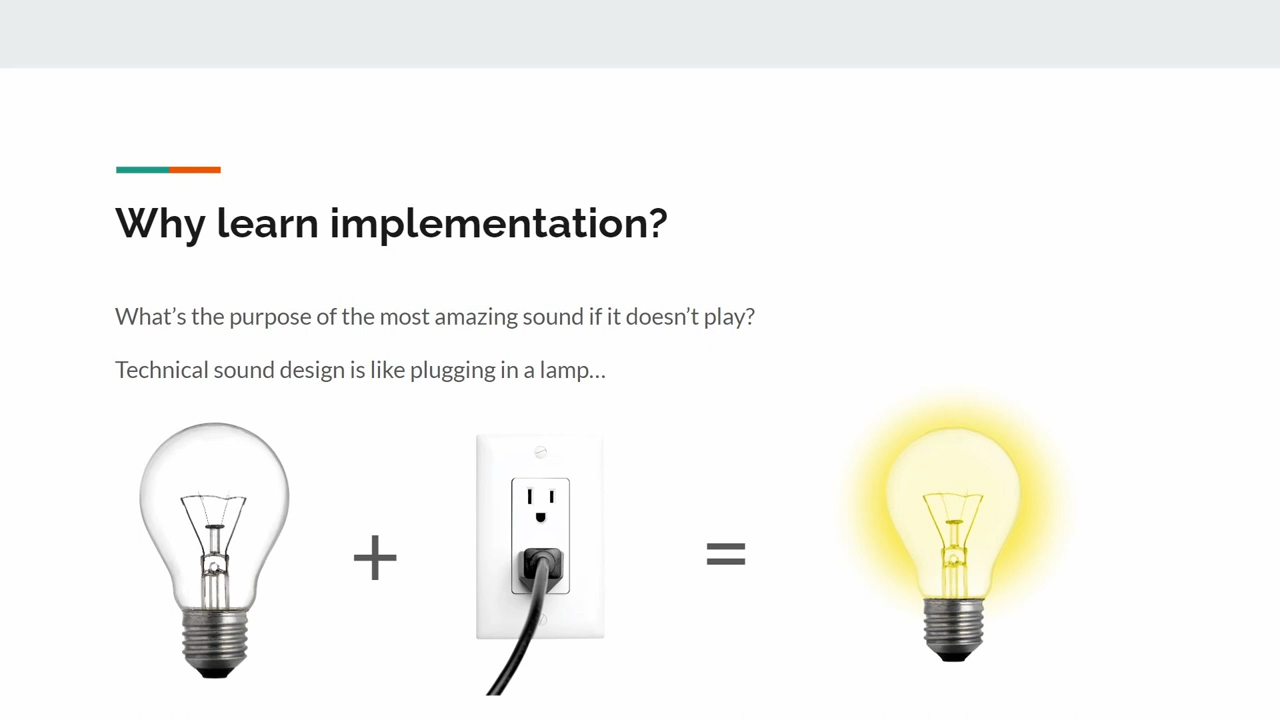 Why learn implementation?
What’s the purpose of the most amazing sound if it doesn’t play?
Technical sound design is like plugging in a lamp…
+ =